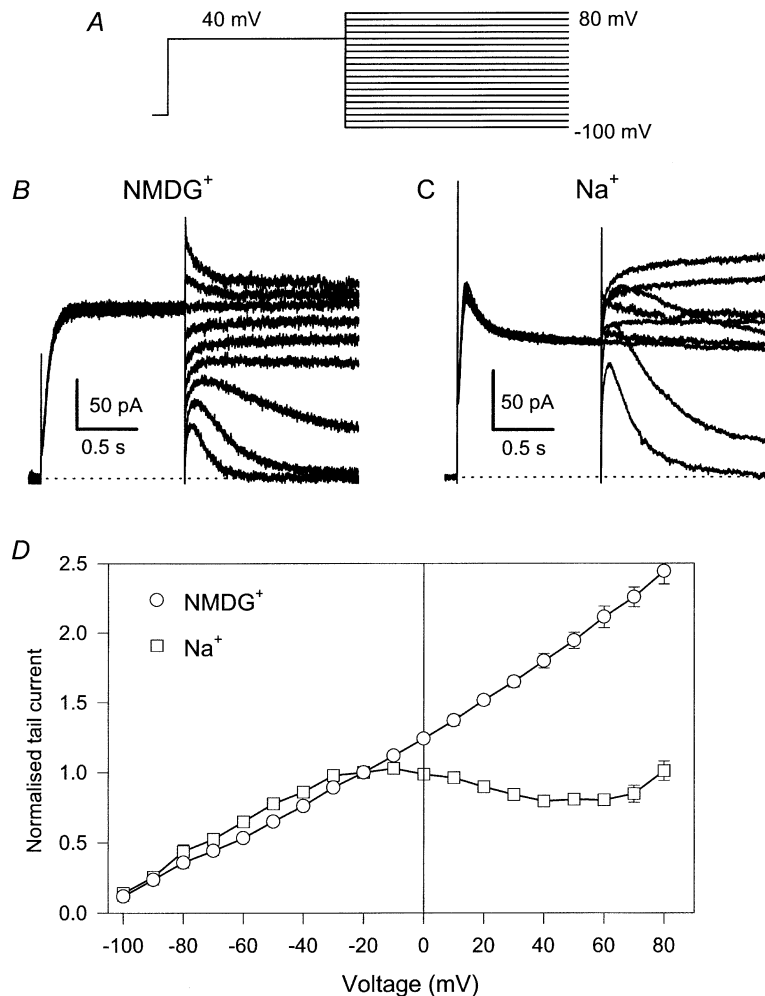 A
40 mV
80 mV
-100 mV
B
NMDG+
50 pA
0.5 s
C
Na+
50 pA
0.5 s
D
NMDG+
Na+
Normalised tail current
2.5
2.0
1.5
1.0
0.5
0.0
-100 -80 -60 -40 -20 0 20 40 60 80
Voltage (mV)